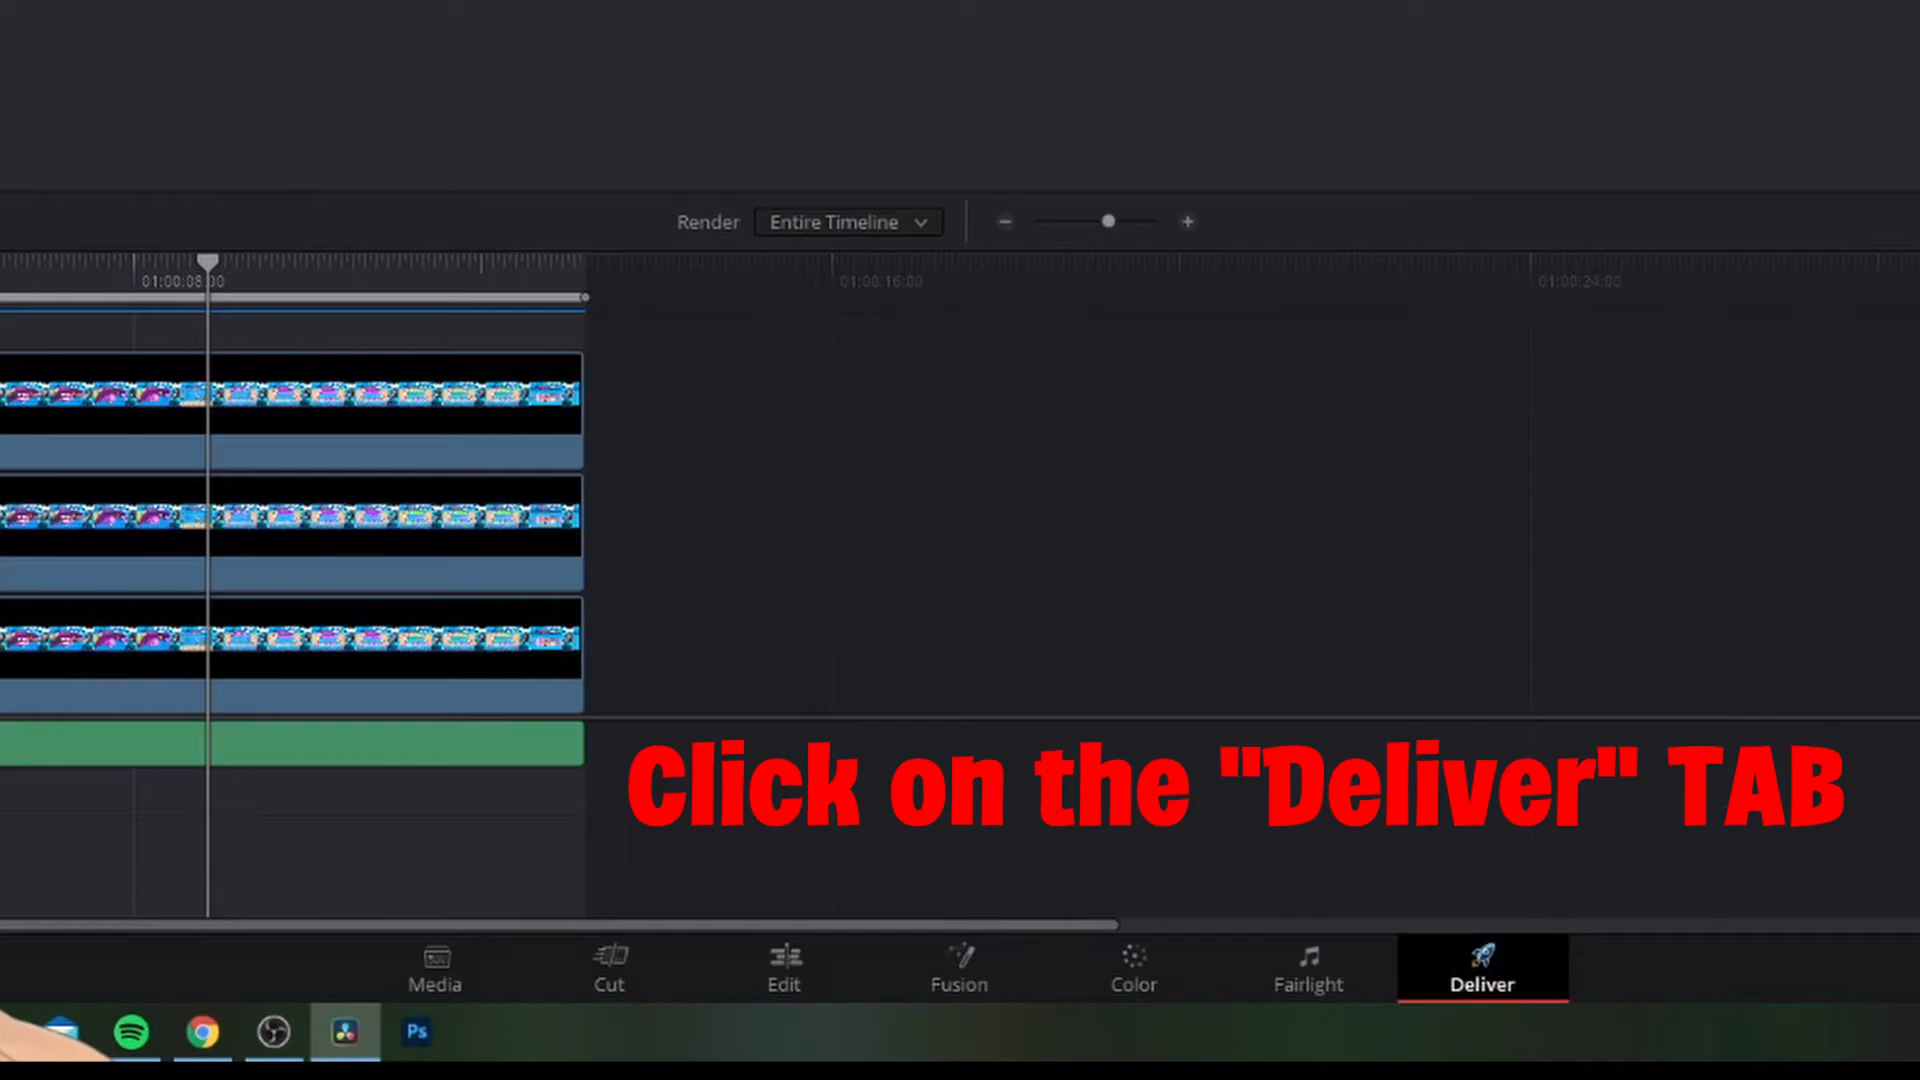 Render Entire Timeline
01:00:08:00 01:00:16:00 01:00:24:00
Click on the "Deliver" TAB
Media Cut Edit Fusion Color Fairlight Deliver
Ps